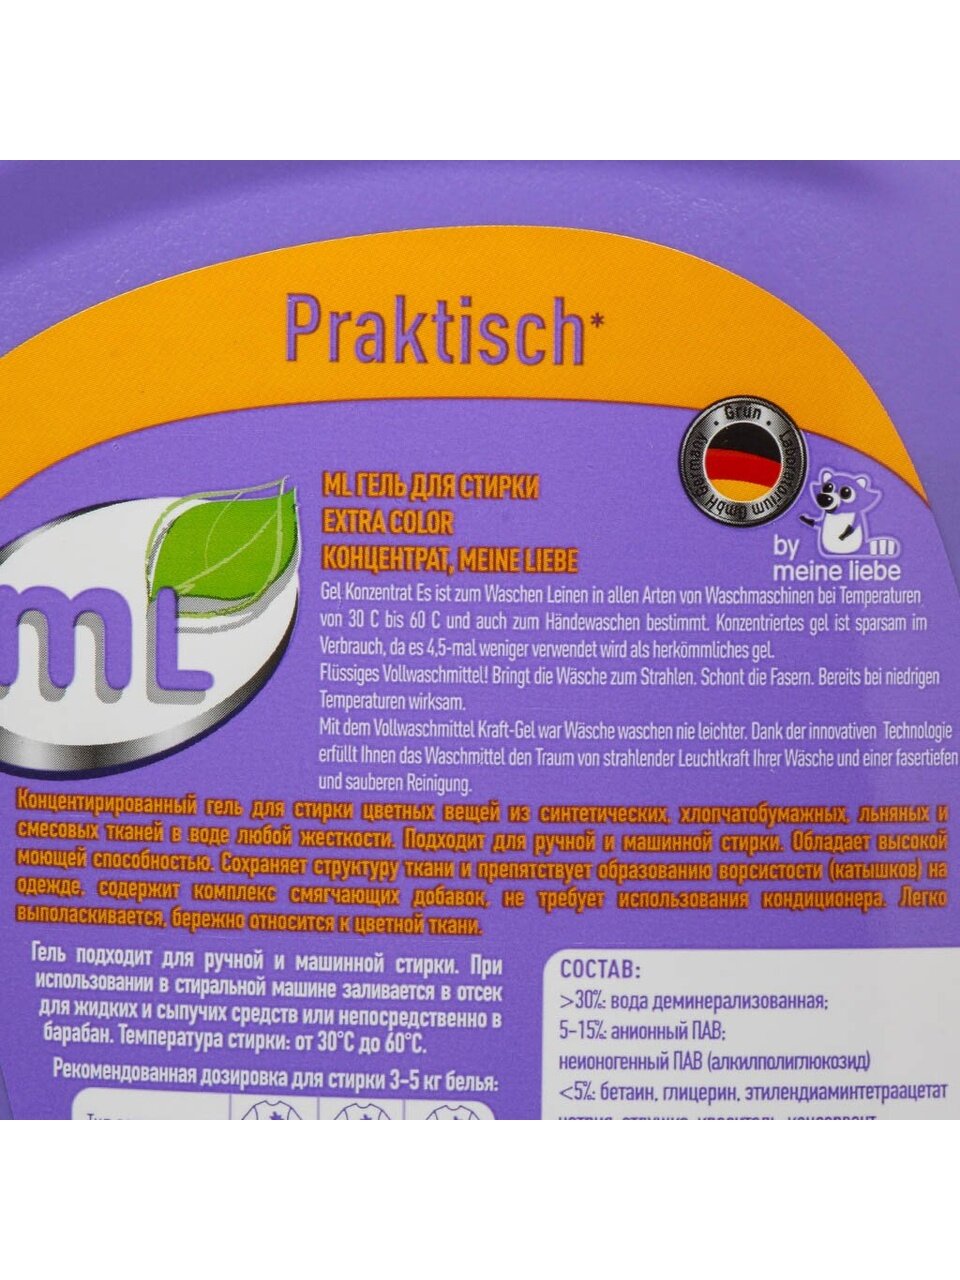 Praktisch*
Grün Laboratorium GmbH Germany
ML ГЕЛЬ ДЛЯ СТИРКИ
EXTRA COLOR
КОНЦЕНТРАТ, MEINE LIEBE
by
meine liebe
mL
Gel Konzentrat Es ist zum Waschen Leinen in allen Arten von Waschmaschinen bei Temperaturen
von 30 C bis 60 C und auch zum Händewaschen bestimmt. Konzentriertes gel ist sparsam im
Verbrauch, da es 4,5-mal weniger verwendet wird als herkömmliches gel.
Flüssiges Vollwaschmittel! Bringt die Wäsche zum Strahlen. Schont die Fasern. Bereits bei niedrigen
Temperaturen wirksam.
Mit dem Vollwaschmittel Kraft-Gel war Wäsche waschen nie leichter. Dank der innovativen Technologie
erfüllt Ihnen das Waschmittel den Traum von strahlender Leuchtkraft Ihrer Wäsche und einer fasertiefen
und sauberen Reinigung.
Концентрированный гель для стирки цветных вещей из синтетических, хлопчатобумажных, льняных и
смесовых тканей в воде любой жесткости. Подходит для ручной и машинной стирки. Обладает высокой
моющей способностью. Сохраняет структуру ткани и препятствует образованию ворсистости (катышков) на
одежде, содержит комплекс смягчающих добавок, не требует использования кондиционера. Легко
выполаскивается, бережно относится к цветной ткани.
Гель подходит для ручной и машинной стирки. При
использовании в стиральной машине заливается в отсек
для жидких и сыпучих средств или непосредственно в
барабан. Температура стирки: от 30°С до 60°С.
Рекомендованная дозировка для стирки 3–5 кг белья:
СОСТАВ:
>30%: вода деминерализованная;
5–15%: анионный ПАВ;
неионогенный ПАВ (алкилполиглюкозид)
<5%: бетаин, глицерин, этилендиаминтетраацетат